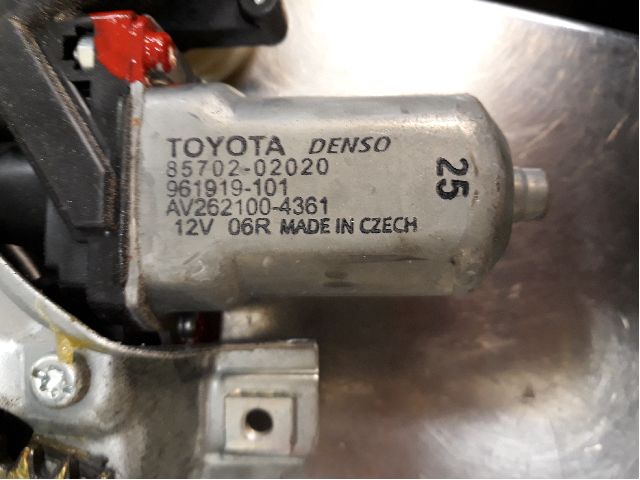 TOYOTA DENSO
85702-02020
961919-101
AV262100-4361
12V 06R MADE IN CZECH
25